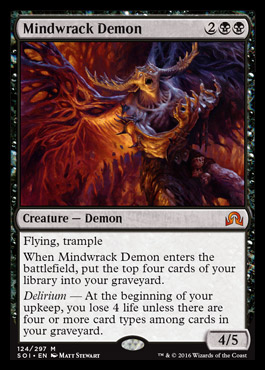 Mindwrack Demon 2
Creature — Demon
Flying, trample
When Mindwrack Demon enters the
battlefield, put the top four cards of your
library into your graveyard.
Delirium — At the beginning of your
upkeep, you lose 4 life unless there are
four or more card types among cards in
your graveyard.
4/5
124/297 M
SOI • EN Matt Stewart ™ & © 2016 Wizards of the Coast